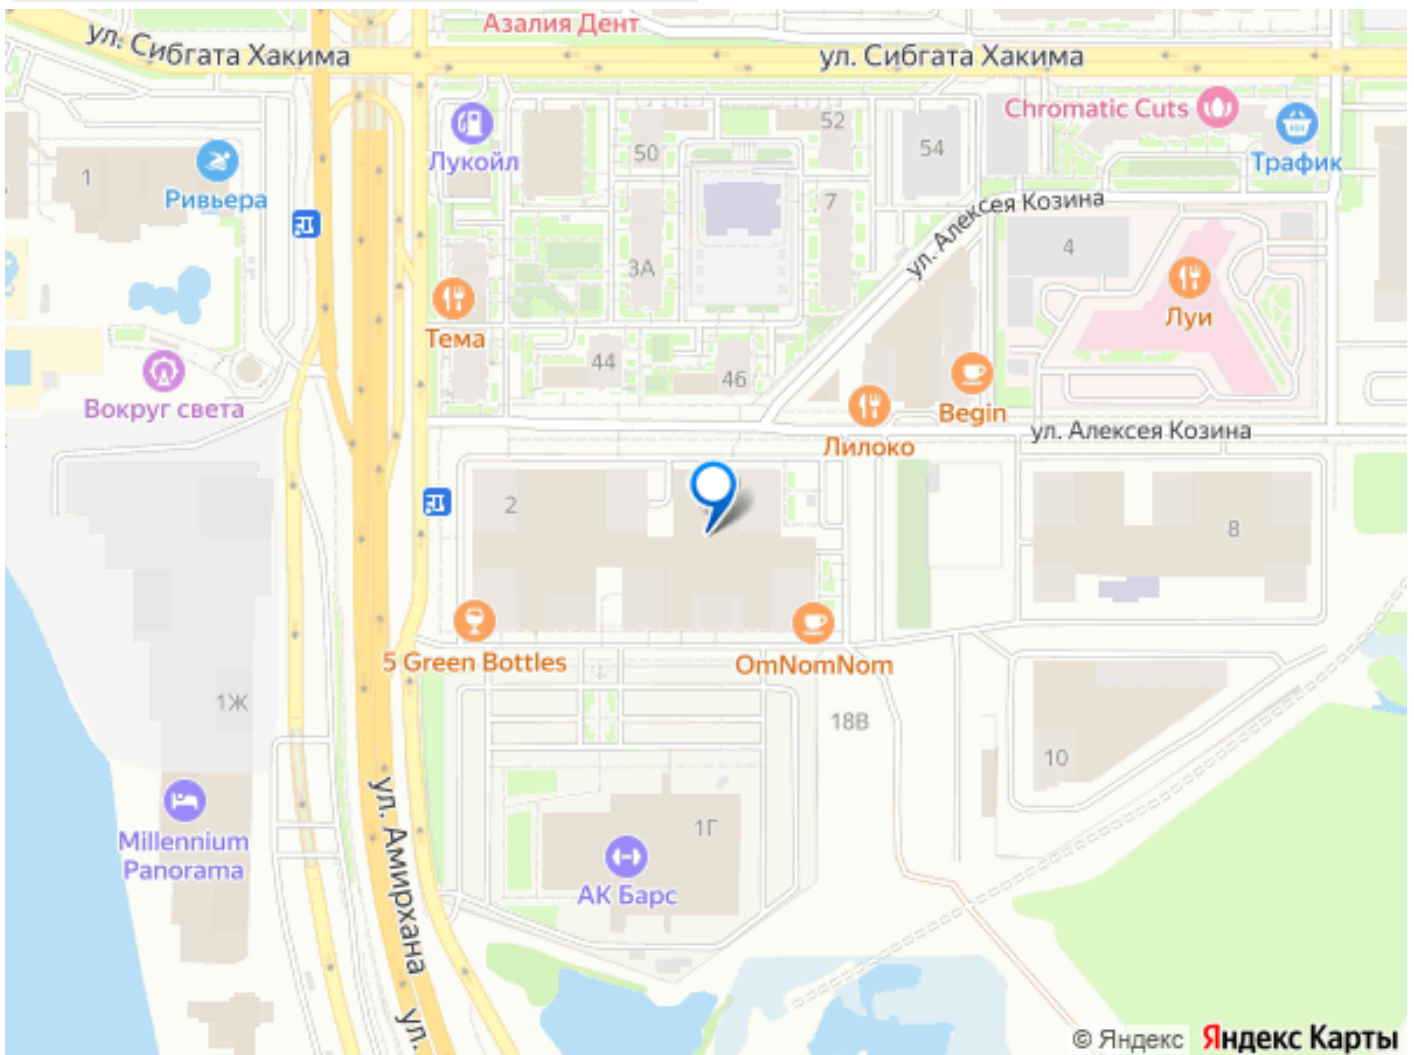 Азалия Дент
ул. Сибгата Хакима
ул. Сибгата Хакима
Chromatic Cuts
Лукойл
50
52
54
Трафик
1
Ривьера
7
ул. Алексея Козина
4
3А
Тема
Луи
44
46
Вокруг света
Begin
Лилоко
ул. Алексея Козина
2
8
5 Green Bottles
OmNomNom
1Ж
18В
10
ул. Амирхана
Millennium
Panorama
1Г
АК Барс
ул.
© Яндекс Яндекс Карты